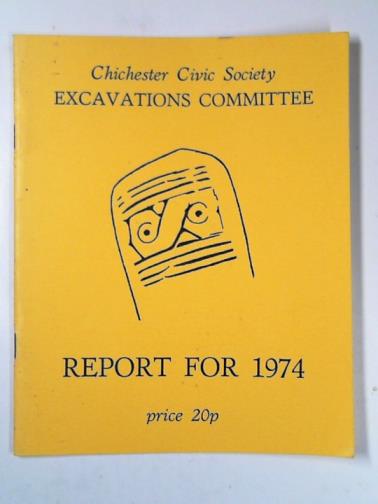 Chichester Civic Society
EXCAVATIONS COMMITTEE
REPORT FOR 1974
price 20p